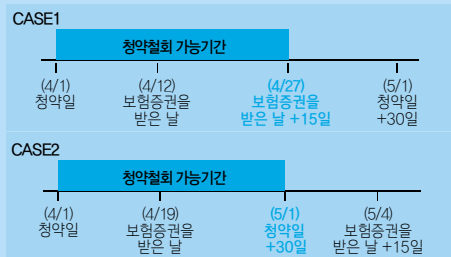 CASE1
청약철회 가능기간
(4/1) (4/12) (4/27) (5/1)
청약일 보험증권을 보험증권을 청약일
받은 날 받은 날 +15일 +30일
CASE2
청약철회 가능기간
(4/1) (4/19) (5/1) (5/4)
청약일 보험증권을 청약일 보험증권을
받은 날 +30일 받은 날 +15일